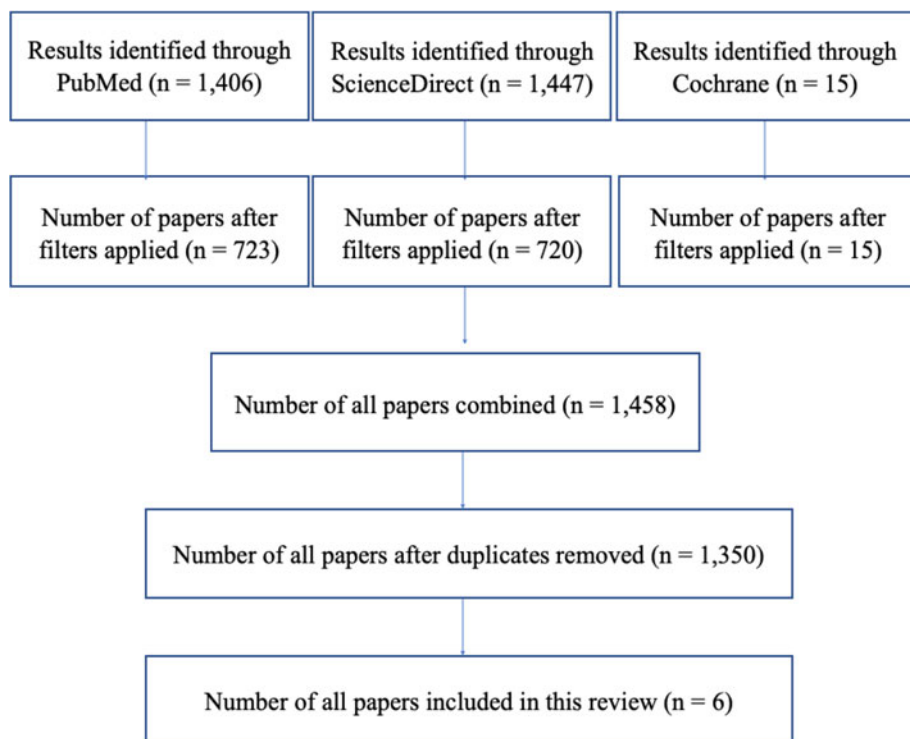 Results identified through
PubMed (n = 1,406)
Results identified through
ScienceDirect (n = 1,447)
Results identified through
Cochrane (n = 15)
Number of papers after
filters applied (n = 723)
Number of papers after
filters applied (n = 720)
Number of papers after
filters applied (n = 15)
Number of all papers combined (n = 1,458)
Number of all papers after duplicates removed (n = 1,350)
Number of all papers included in this review (n = 6)